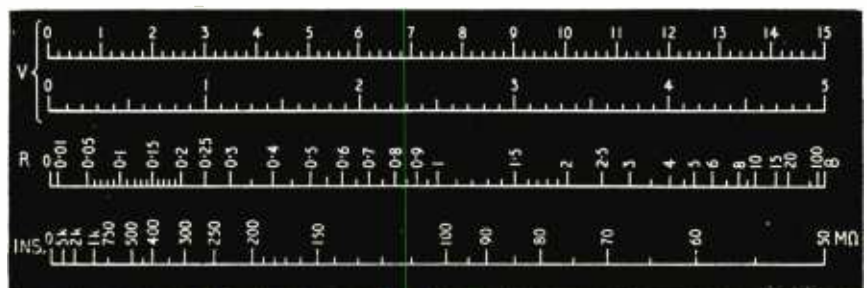 0 1 2 3 4 5 6 7 8 9 10 11 12 13 14 15
V
0 1 2 3 4 5
R 0 0·01 0·05 0·1 0·15 0·2 0·25 0·3 0·4 0·5 0·6 0·7 0·8 0·9 1 1·5 2 2·5 3 4 5 6 8 10 15 20 100 ∞
INS. 0 5k 2k 1k 750 500 400 300 250 200 150 100 90 80 70 60 50 MΩ